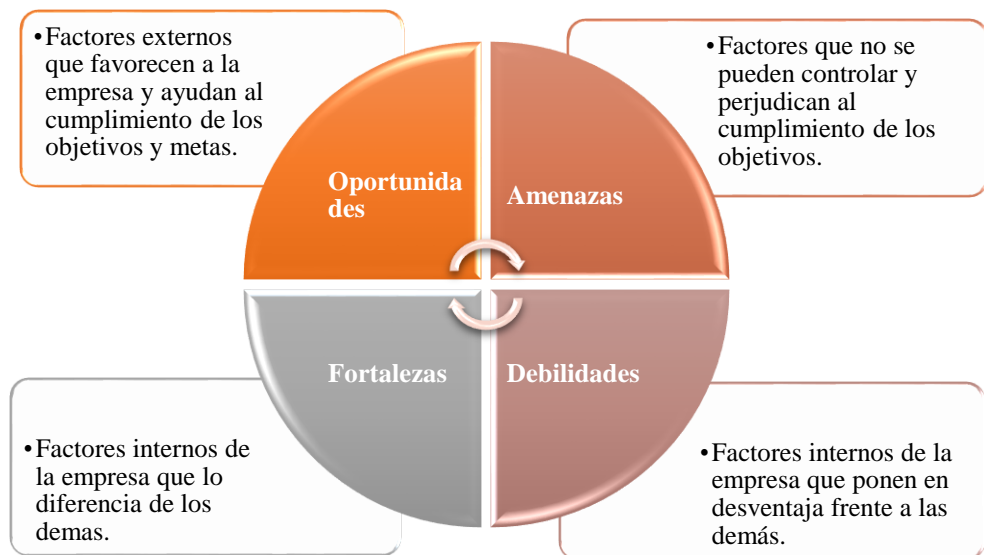 •Factores externos
que favorecen a la
empresa y ayudan al
cumplimiento de los
objetivos y metas.
•Factores que no se
pueden controlar y
perjudican al
cumplimiento de los
objetivos.
Oportunida
des
Amenazas
Fortalezas
Debilidades
•Factores internos de
la empresa que lo
diferencia de los
demas.
•Factores internos de la
empresa que ponen en
desventaja frente a las
demás.